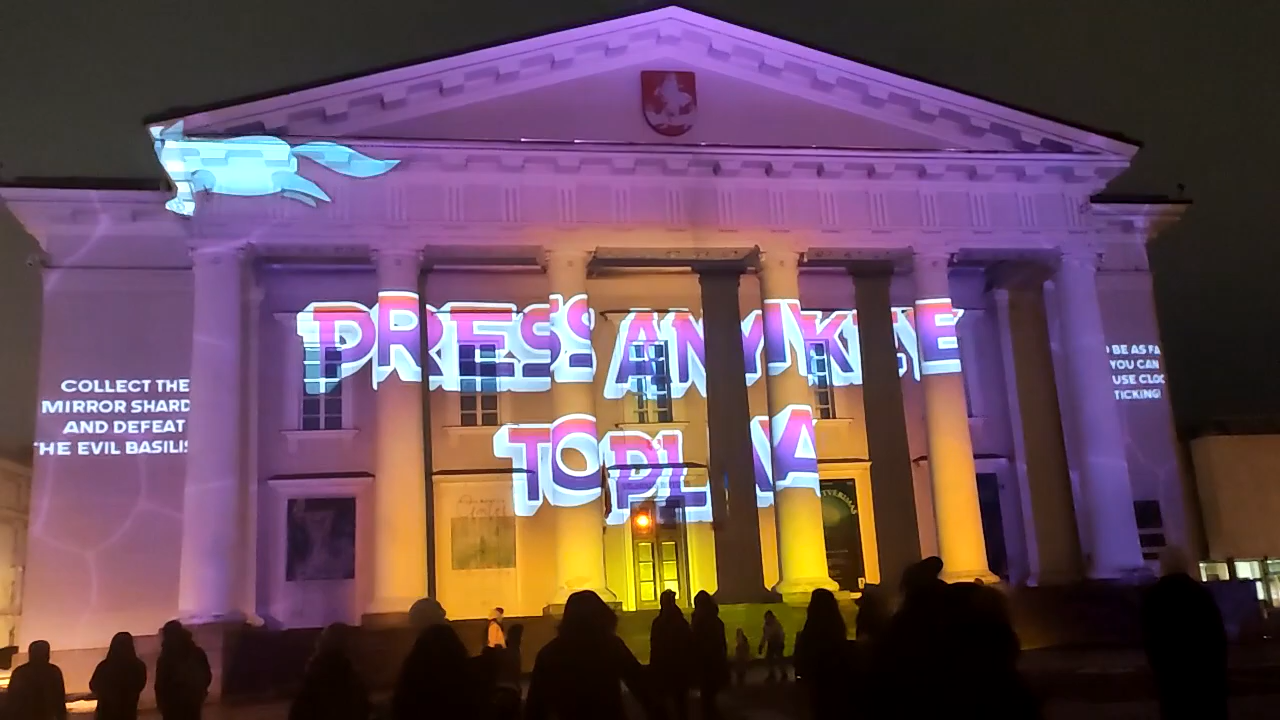 PRESS ANY KEY
TO PLAY
COLLECT THE
MIRROR SHARD
AND DEFEAT
THE EVIL BASILIS
BE AS FA
YOU CAN
USE CLOC
TICKING!